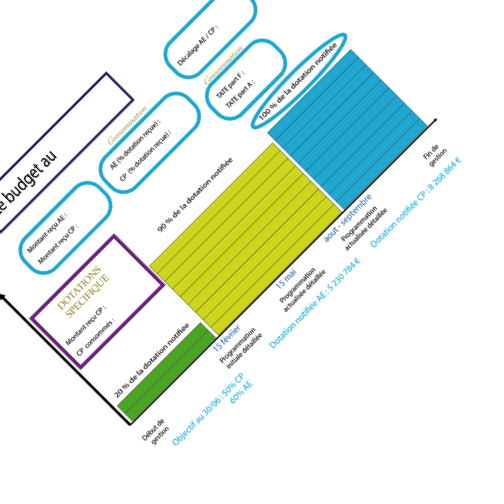 e budget au
Décalage AE / CP :
Consommation
TATE part F :
TATE part A :
100 % de la dotation notifiée
Consommation
AE (% dotation reçue) :
CP (% dotation reçue) :
Montant reçu AE :
Montant reçu CP :
90 % de la dotation notifiée
DOTATIONS
SPECIFIQUE
Montant reçu CP :
CP consommés :
20 % de la dotation notifiée
Début de
gestion
15 février
Programmation
initiale détaillée
15 mai
Programmation
actualisée détaillée
aout - septembre
Programmation
actualisée détaillée
Fin de
gestion
Objectif au 30/06 : 50% CP
60% AE
Dotation notifiée AE : 5 230 784 €
Dotation notifiée CP : 8 268 864 €